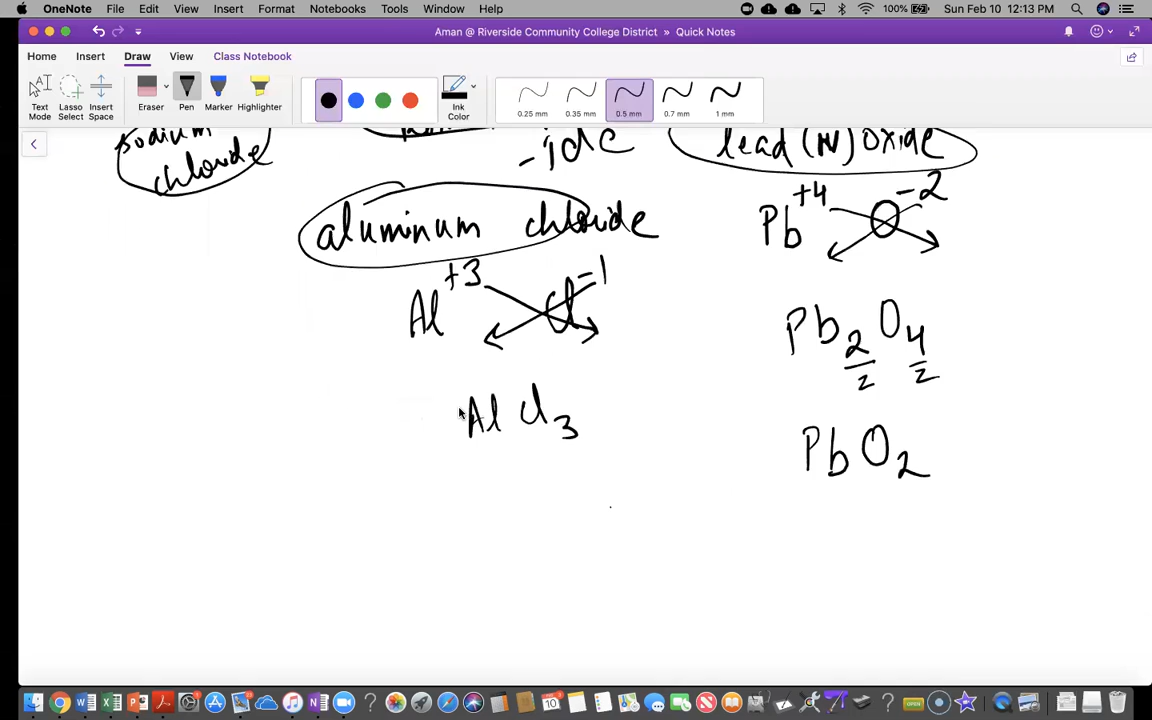 OneNote File Edit View Insert Format Notebooks Tools Window Help 100% Sun Feb 10 12:13 PM
Aman @ Riverside Community College District » Quick Notes
Home Insert Draw View Class Notebook
Text Mode
Lasso Select
Insert Space
Eraser
Pen
Marker
Highlighter
Ink Color
0.25 mm
0.35 mm
0.5 mm
0.7 mm
1 mm
sodium
chloride
-ide
lead (IV) oxide
aluminum chloride
Al+3 Cl-1
AlCl3
Pb+4 O-2
Pb2O4
2 2
PbO2